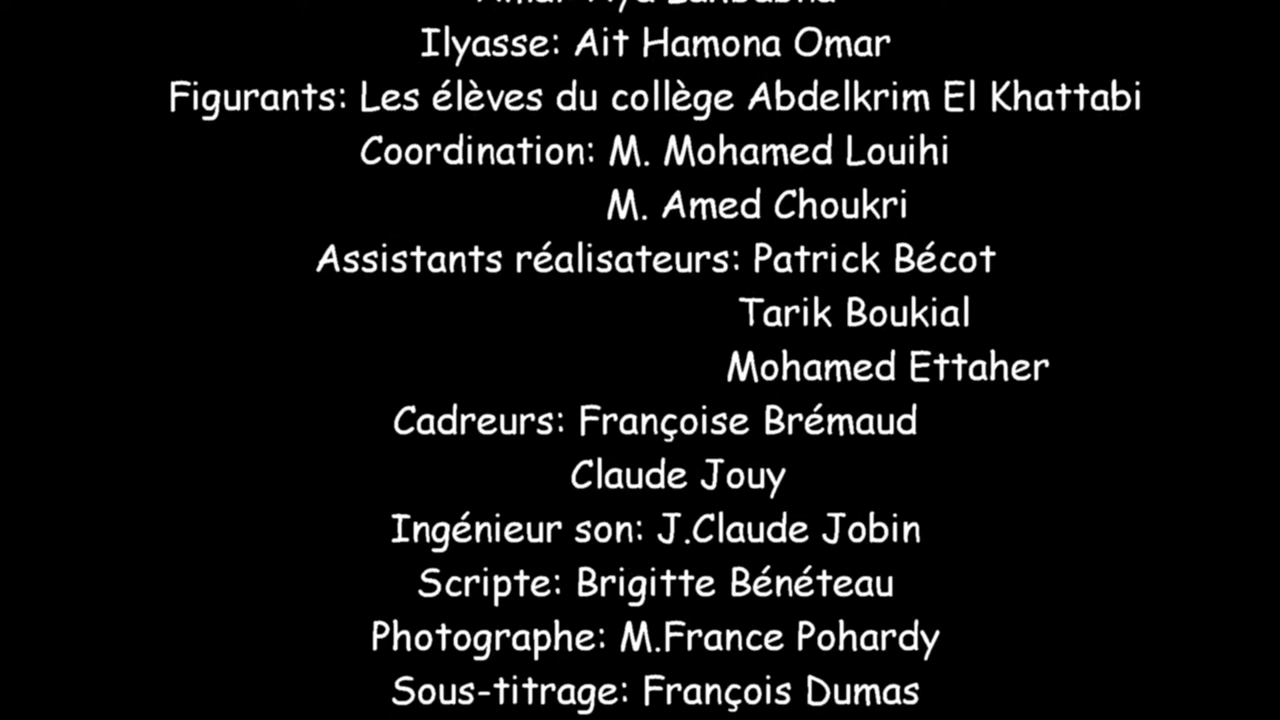 Ilyasse: Ait Hamona Omar
Figurants: Les élèves du collège Abdelkrim El Khattabi
Coordination: M. Mohamed Louihi
M. Amed Choukri
Assistants réalisateurs: Patrick Bécot
Tarik Boukial
Mohamed Ettaher
Cadreurs: Françoise Brémaud
Claude Jouy
Ingénieur son: J.Claude Jobin
Scripte: Brigitte Bénéteau
Photographe: M.France Pohardy
Sous-titrage: François Dumas